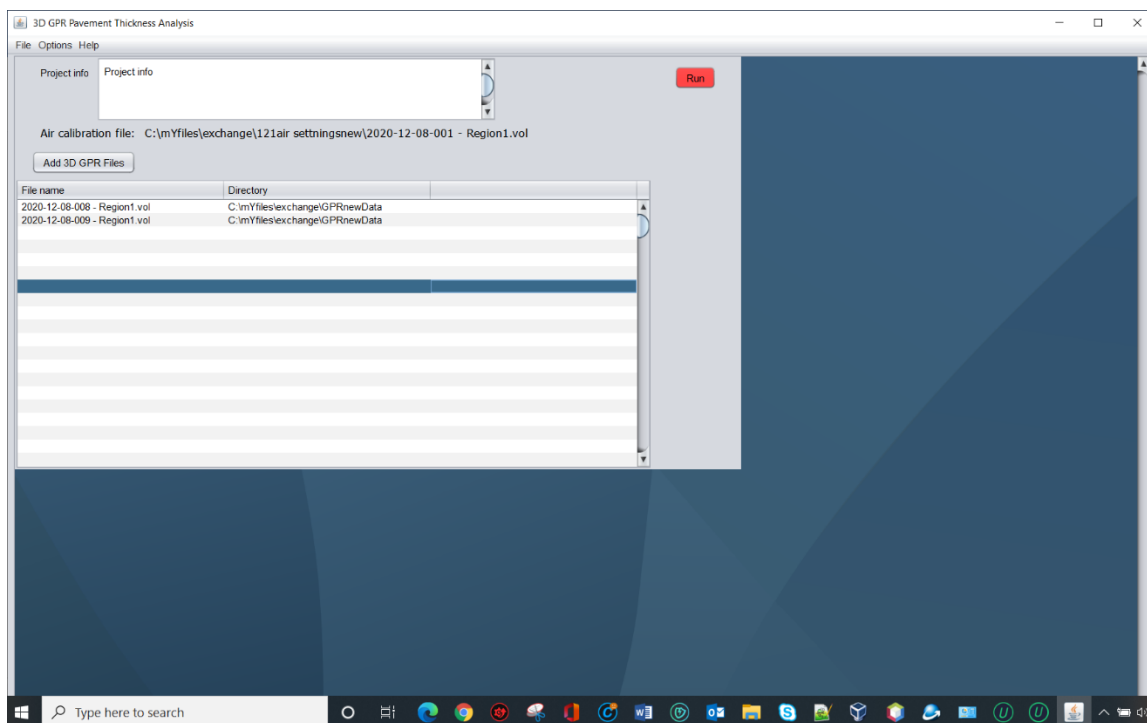 3D GPR Pavement Thickness Analysis
File Options Help
Project info
Project info
Run
Air calibration file: C:\mYfiles\exchange\121air settningsnew\2020-12-08-001 - Region1.vol
Add 3D GPR Files
File name Directory
2020-12-08-008 - Region1.vol C:\mYfiles\exchange\GPRnewData
2020-12-08-009 - Region1.vol C:\mYfiles\exchange\GPRnewData
Type here to search